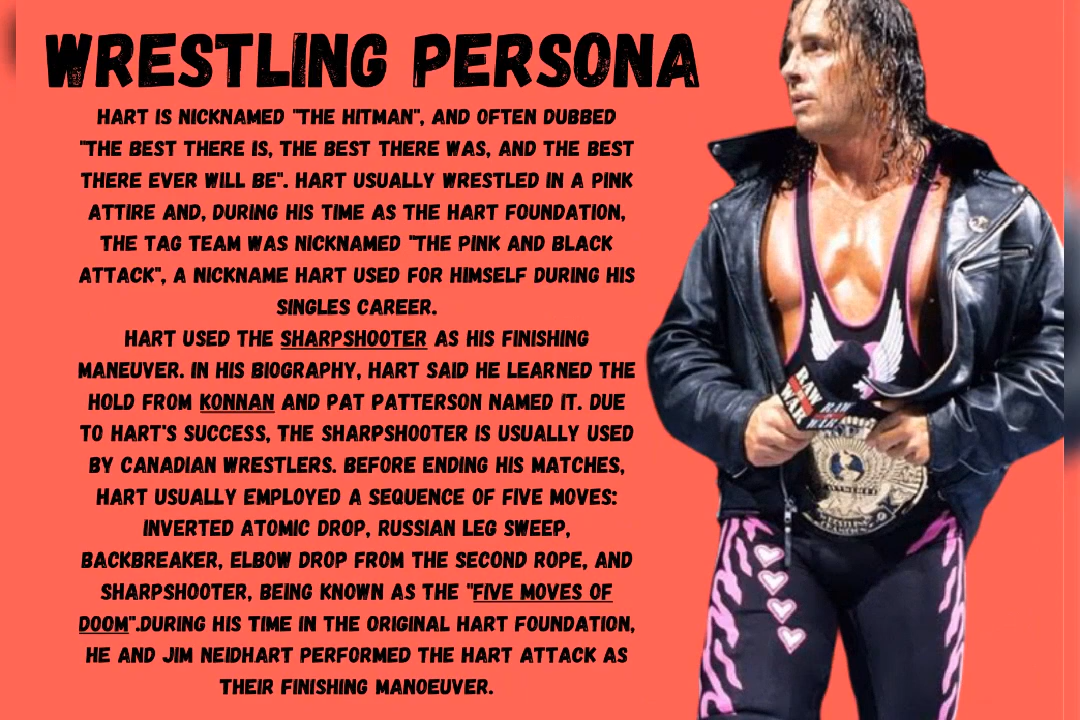 WRESTLING PERSONA
HART IS NICKNAMED "THE HITMAN", AND OFTEN DUBBED
"THE BEST THERE IS, THE BEST THERE WAS, AND THE BEST
THERE EVER WILL BE". HART USUALLY WRESTLED IN A PINK
ATTIRE AND, DURING HIS TIME AS THE HART FOUNDATION,
THE TAG TEAM WAS NICKNAMED "THE PINK AND BLACK
ATTACK", A NICKNAME HART USED FOR HIMSELF DURING HIS
SINGLES CAREER.
HART USED THE SHARPSHOOTER AS HIS FINISHING
MANEUVER. IN HIS BIOGRAPHY, HART SAID HE LEARNED THE
HOLD FROM KONNAN AND PAT PATTERSON NAMED IT. DUE
TO HART'S SUCCESS, THE SHARPSHOOTER IS USUALLY USED
BY CANADIAN WRESTLERS. BEFORE ENDING HIS MATCHES,
HART USUALLY EMPLOYED A SEQUENCE OF FIVE MOVES:
INVERTED ATOMIC DROP, RUSSIAN LEG SWEEP,
BACKBREAKER, ELBOW DROP FROM THE SECOND ROPE, AND
SHARPSHOOTER, BEING KNOWN AS THE "FIVE MOVES OF
DOOM".DURING HIS TIME IN THE ORIGINAL HART FOUNDATION,
HE AND JIM NEIDHART PERFORMED THE HART ATTACK AS
THEIR FINISHING MANOEUVER.
RAW
WAR
RAW